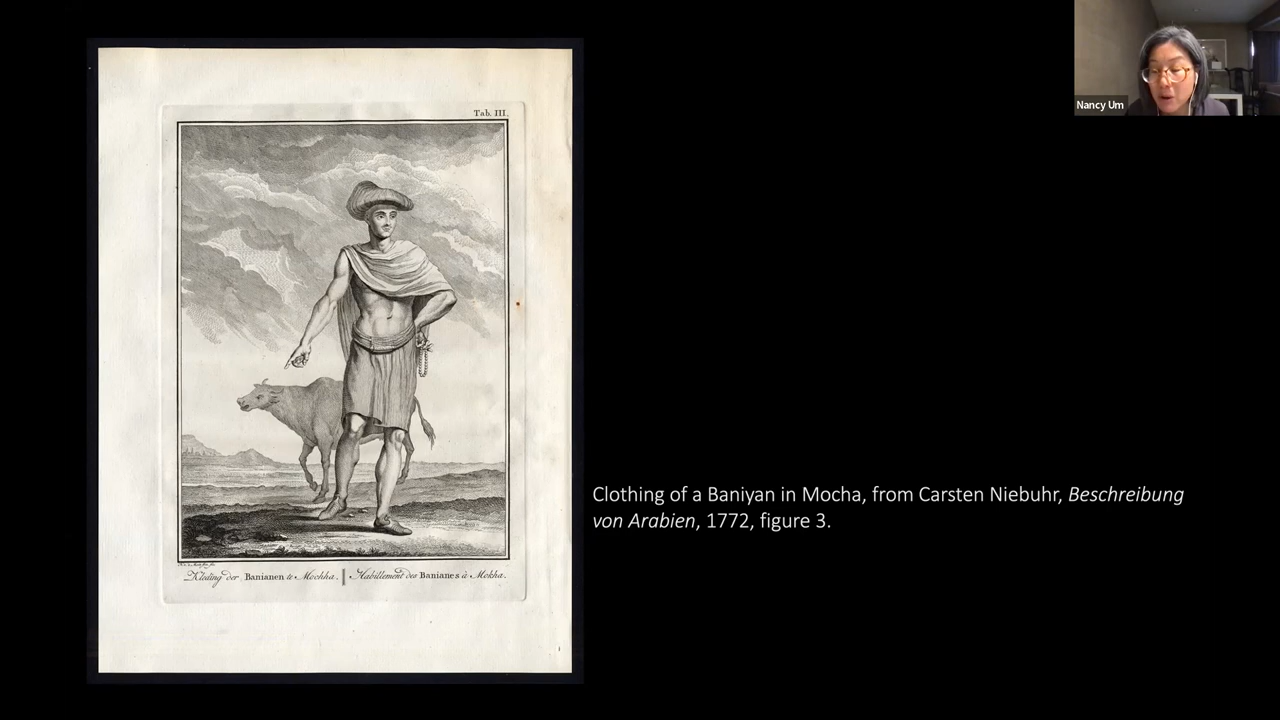 Nancy Um
Tab. III.
Clothing of a Baniyan in Mocha, from Carsten Niebuhr, Beschreibung
von Arabien, 1772, figure 3.
Kleding der Banianen te Mochha. Habillement des Banianes à Mokha.